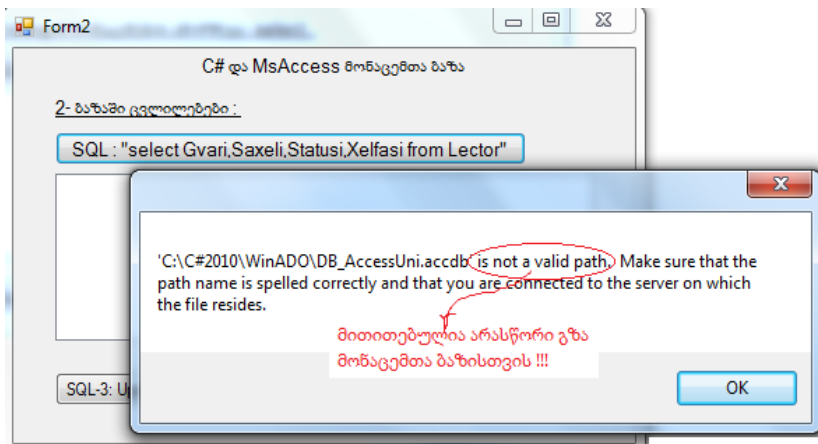 Form2
C# და MsAccess მონაცემთა ბაზა
2- ბაზაში ცვლილებები :
SQL : "select Gvari,Saxeli,Statusi,Xelfasi from Lector"
'C:\C#2010\WinADO\DB_AccessUni.accdb' is not a valid path. Make sure that the
path name is spelled correctly and that you are connected to the server on which
the file resides.
მითითებულია არასწორი გზა
მონაცემთა ბაზისთვის !!!
SQL-3: U
OK